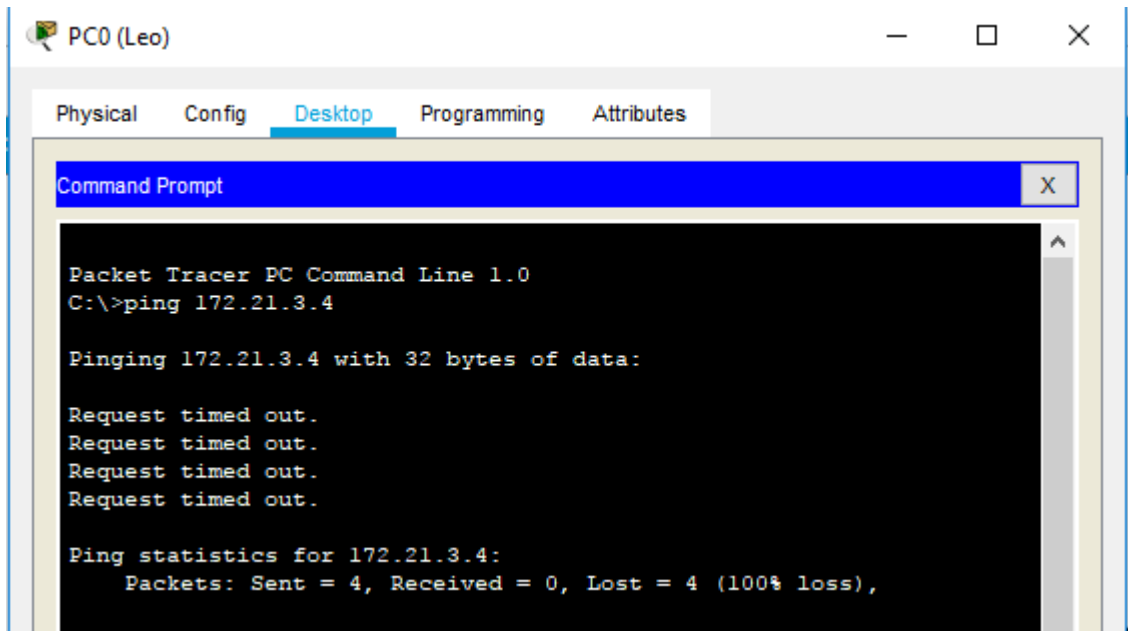 PC0 (Leo)
Physical Config Desktop Programming Attributes
Command Prompt X
Packet Tracer PC Command Line 1.0
C:\>ping 172.21.3.4
Pinging 172.21.3.4 with 32 bytes of data:
Request timed out.
Request timed out.
Request timed out.
Request timed out.
Ping statistics for 172.21.3.4:
Packets: Sent = 4, Received = 0, Lost = 4 (100% loss),